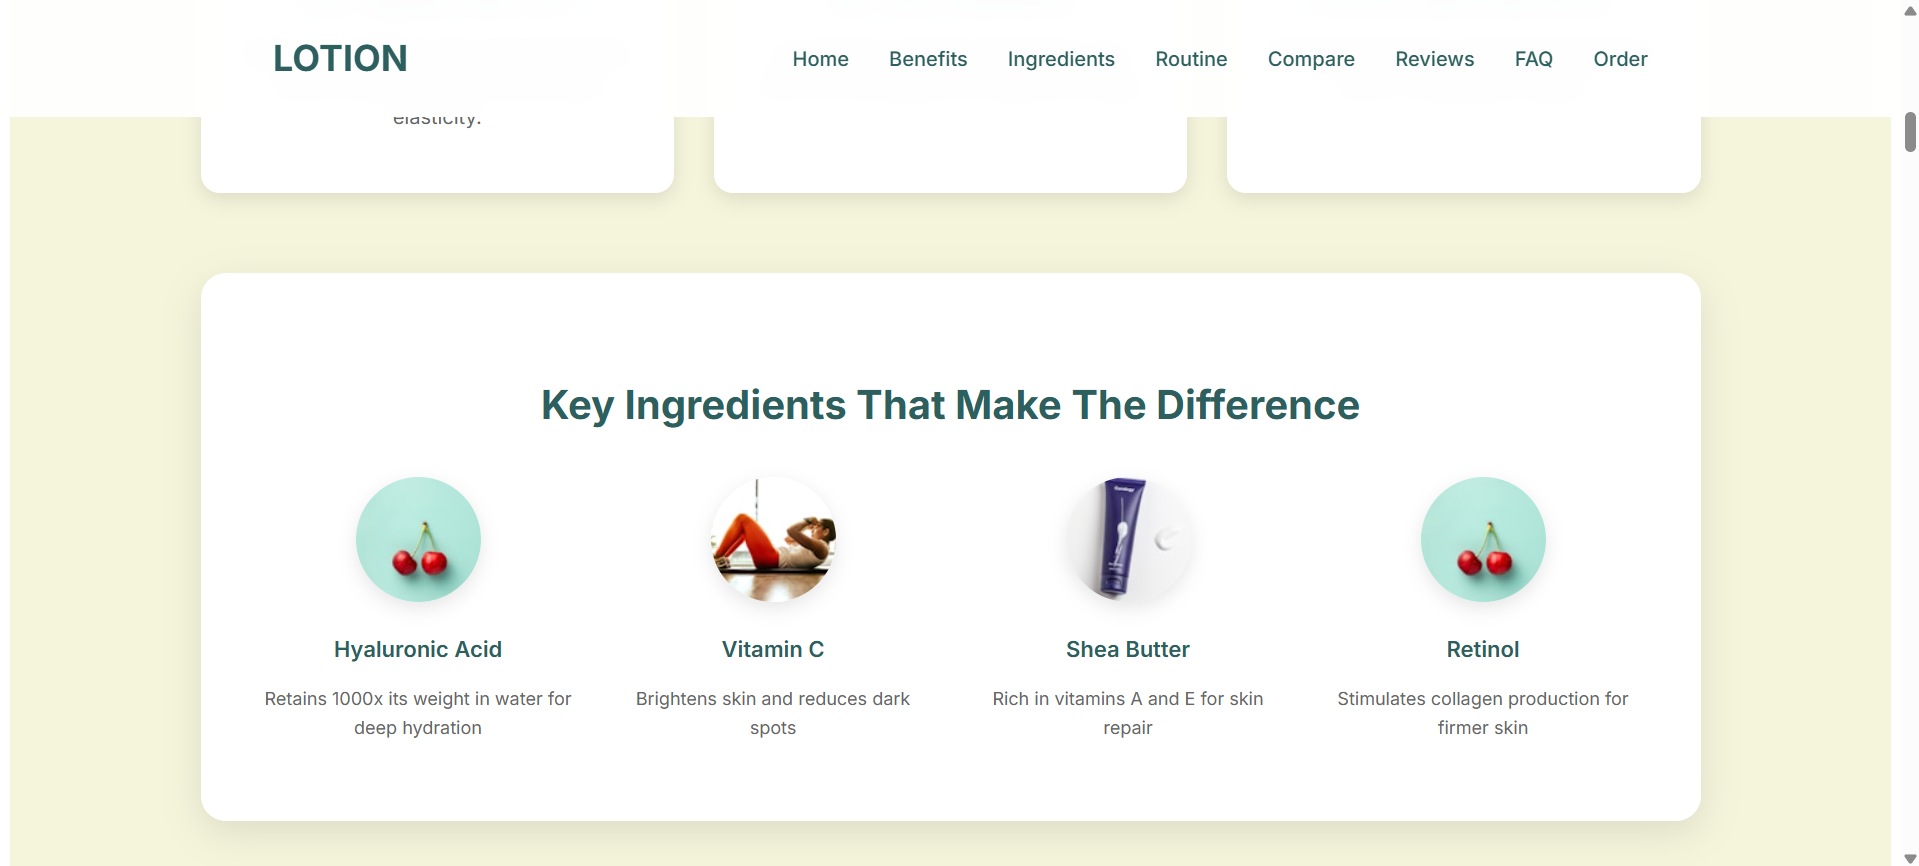 LOTION
Home Benefits Ingredients Routine Compare Reviews FAQ Order
elasticity.
Key Ingredients That Make The Difference
Hyaluronic Acid
Retains 1000x its weight in water for
deep hydration
Vitamin C
Brightens skin and reduces dark
spots
Shea Butter
Rich in vitamins A and E for skin
repair
Retinol
Stimulates collagen production for
firmer skin